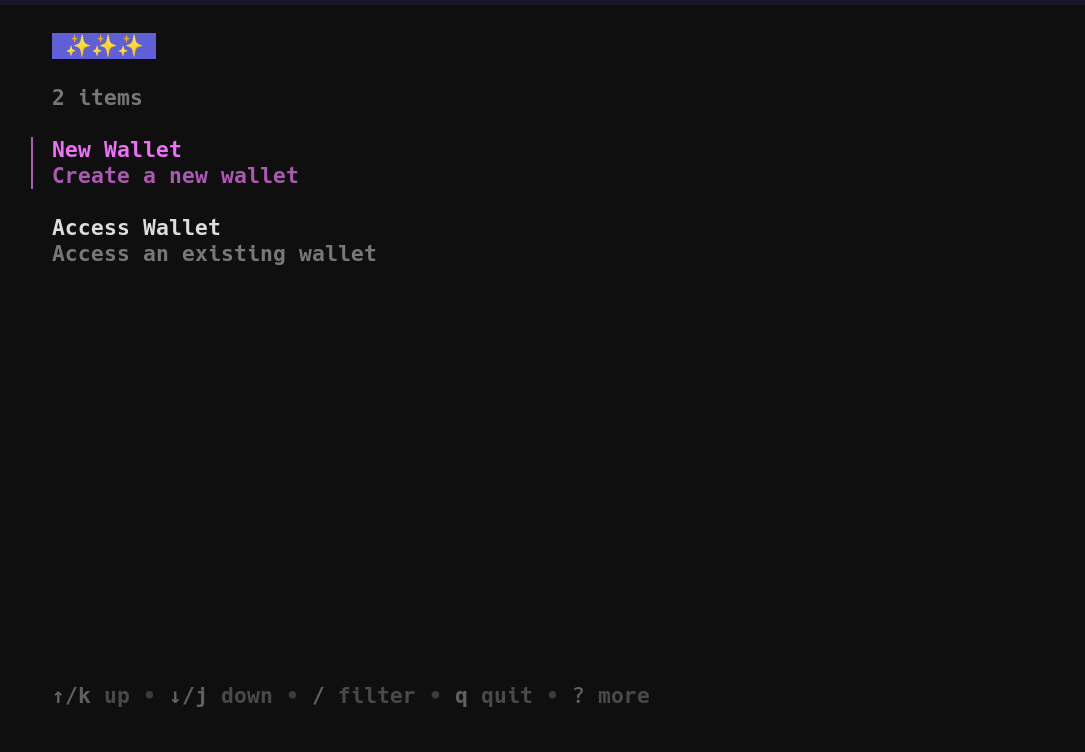 ✨✨✨
2 items
New Wallet
Create a new wallet
Access Wallet
Access an existing wallet
↑/k up • ↓/j down • / filter • q quit • ? more